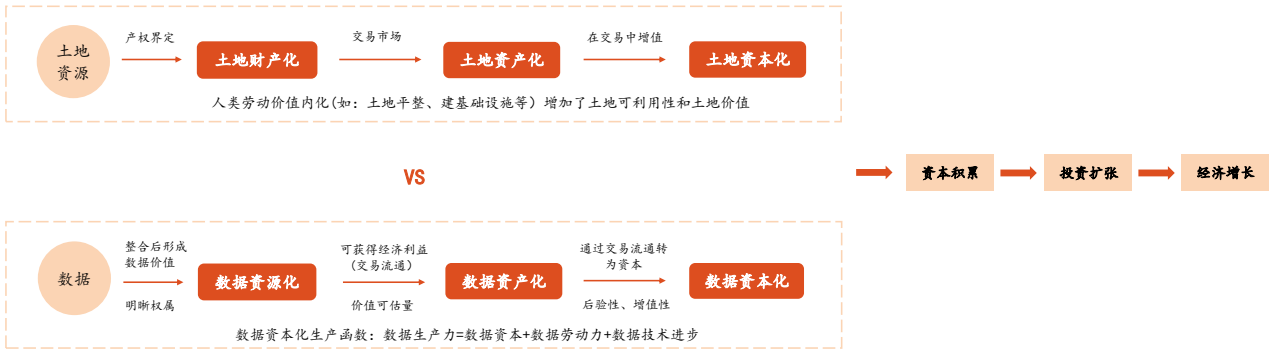 土地
资源
产权界定
土地财产化
交易市场
土地资产化
在交易中增值
土地资本化
人类劳动价值内化(如：土地平整、建基础设施等）增加了土地可利用性和土地价值
VS
资本积累
投资扩张
经济增长
数据
整合后形成
数据价值
明晰权属
数据资源化
可获得经济利益
(交易流通）
价值可估量
数据资产化
通过交易流通转
为资本
后验性、增值性
数据资本化
数据资本化生产函数：数据生产力=数据资本+数据劳动力+数据技术进步